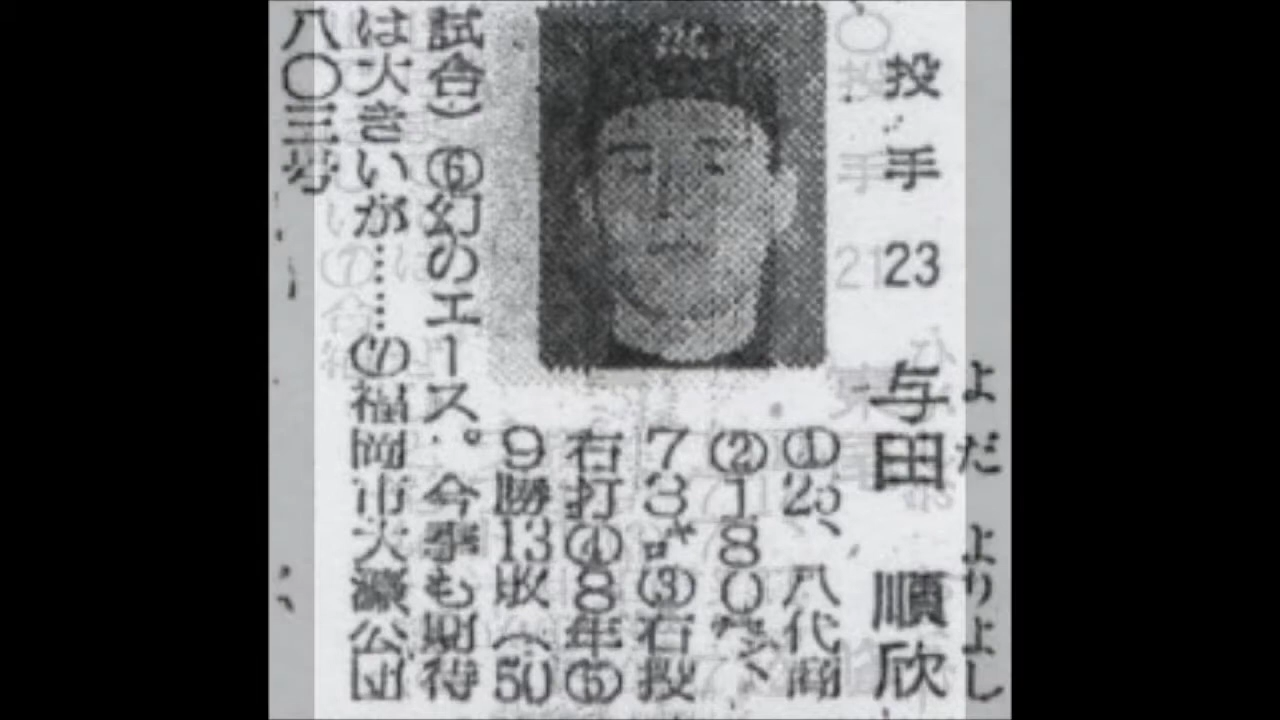 投手 23 与田 順欣
よだ よりよし
①25、八代商
②180センチ、
73キロ③右投
右打④8年⑤
9勝13敗(50
試合)⑥幻のエース。今季も期待
は大きいが……⑦福岡市大濠公団
八〇三号